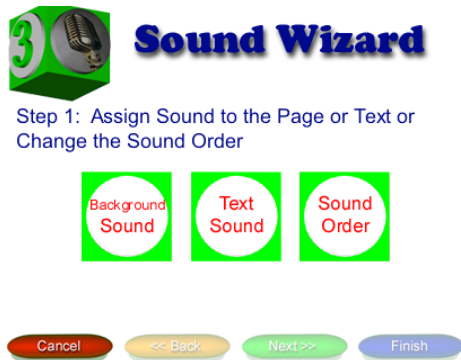 3
Sound Wizard
Step 1: Assign Sound to the Page or Text or
Change the Sound Order
Background
Sound
Text
Sound
Sound
Order
Cancel
<< Back
Next >>
Finish